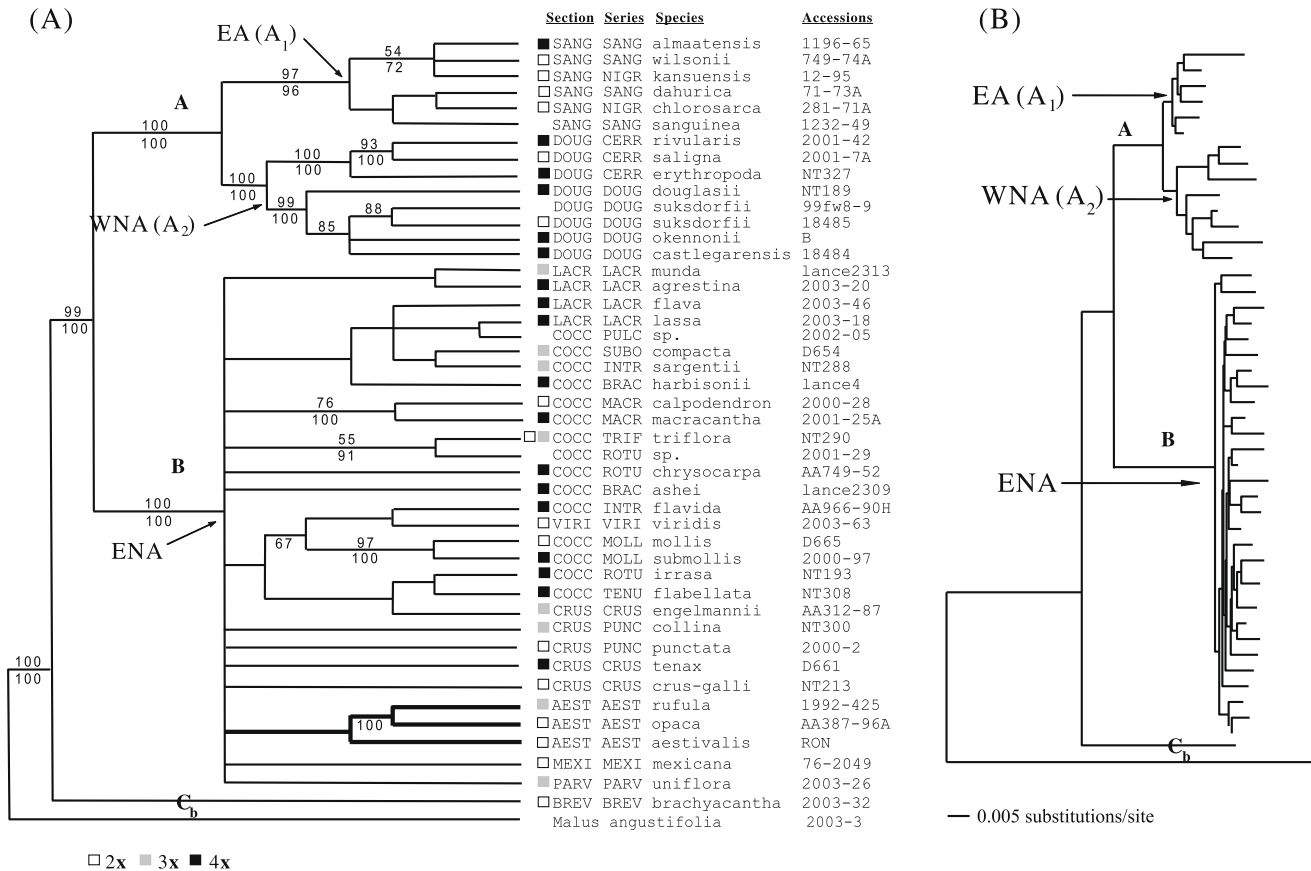 (A)
Section Series Species Accessions
EA (A1)
SANG SANG almaatensis 1196-65
54
SANG SANG wilsonii 749-74A
72
97
SANG NIGR kansuensis 12-95
96
SANG SANG dahurica 71-73A
A
SANG NIGR chlorosarca 281-71A
100
SANG SANG sanguinea 1232-49
100
93
DOUG CERR rivularis 2001-42
100
100
DOUG CERR saligna 2001-7A
100
100
DOUG CERR erythropoda NT327
100
99
DOUG DOUG douglasii NT189
100
88
DOUG DOUG suksdorfii 99fw8-9
WNA (A2)
85
DOUG DOUG suksdorfii 18485
DOUG DOUG okennonii B
DOUG DOUG castlegarensis 18484
LACR LACR munda lance2313
LACR LACR agrestina 2003-20
LACR LACR flava 2003-46
99
100
LACR LACR lassa 2003-18
COCC PULC sp. 2002-05
COCC SUBO compacta D654
COCC INTR sargentii NT288
COCC BRAC harbisonii lance4
76
100
COCC MACR calpodendron 2000-28
COCC MACR macracantha 2001-25A
55
91
COCC TRIF triflora NT290
COCC ROTU sp. 2001-29
B
COCC ROTU chrysocarpa AA749-52
COCC BRAC ashei lance2309
100
100
COCC INTR flavida AA966-90H
VIRI VIRI viridis 2003-63
ENA
67
97
100
COCC MOLL mollis D665
COCC MOLL submollis 2000-97
COCC ROTU irrasa NT193
COCC TENU flabellata NT308
CRUS CRUS engelmannii AA312-87
CRUS PUNC collina NT300
CRUS PUNC punctata 2000-2
100
100
CRUS CRUS tenax D661
CRUS CRUS crus-galli NT213
AEST AEST rufula 1992-425
100
AEST AEST opaca AA387-96A
AEST AEST aestivalis RON
MEXI MEXI mexicana 76-2049
PARV PARV uniflora 2003-26
Cb
BREV BREV brachyacantha 2003-32
Malus angustifolia 2003-3
2x 3x 4x
(B)
EA (A1)
A
WNA (A2)
B
ENA
Cb
0.005 substitutions/site